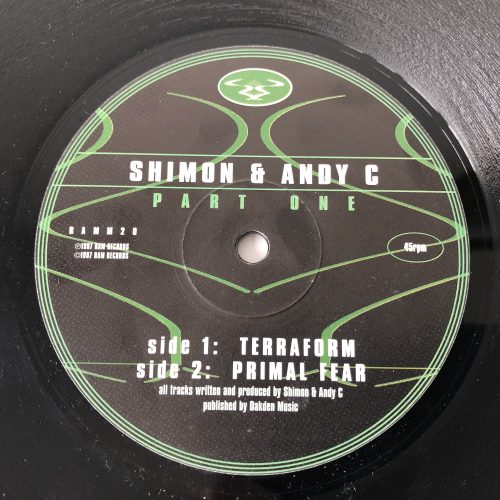 SHIMON & ANDY C
PART ONE
RAMM20
℗1997 RAM RECORDS
©1997 RAM RECORDS
45rpm
side 1: TERRAFORM
side 2: PRIMAL FEAR
all tracks written and produced by Shimon & Andy C
published by Oakden Music